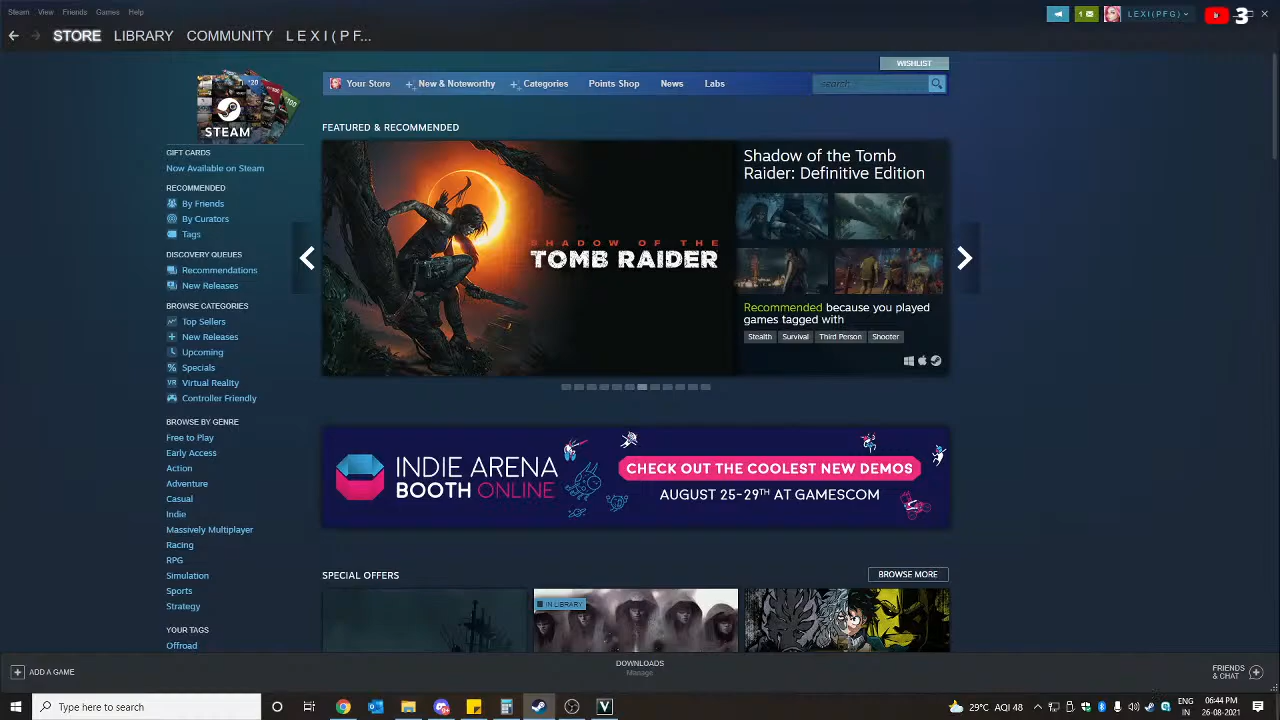 Steam View Friends Games Help
1 LEXI(PFG) 3
STORE LIBRARY COMMUNITY L E X I ( P F...
WISHLIST
Your Store New & Noteworthy Categories Points Shop News Labs search
STEAM
FEATURED & RECOMMENDED
GIFT CARDS
Now Available on Steam
RECOMMENDED
By Friends
By Curators
Tags
DISCOVERY QUEUES
Recommendations
New Releases
BROWSE CATEGORIES
Top Sellers
New Releases
Upcoming
Specials
VR Virtual Reality
Controller Friendly
BROWSE BY GENRE
Free to Play
Early Access
Action
Adventure
Casual
Indie
Massively Multiplayer
Racing
RPG
Simulation
Sports
Strategy
YOUR TAGS
Offroad
SHADOW OF THE
TOMB RAIDER
Shadow of the Tomb
Raider: Definitive Edition
Recommended because you played
games tagged with
Stealth Survival Third Person Shooter
INDIE ARENA
BOOTH ONLINE
CHECK OUT THE COOLEST NEW DEMOS
AUGUST 25-29TH AT GAMESCOM
SPECIAL OFFERS BROWSE MORE
IN LIBRARY
ADD A GAME
DOWNLOADS
Manage
FRIENDS
& CHAT
Type here to search
29°C AQI 48
ENG
IN
06:44 PM
26-08-2021